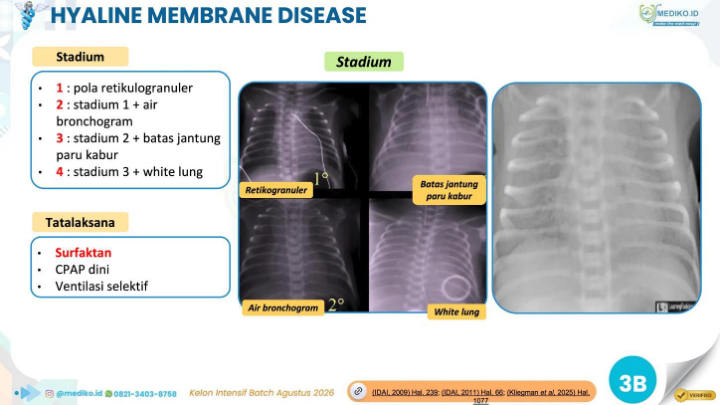 HYALINE MEMBRANE DISEASE
MEDIKO.ID
Stadium
• 1 : pola retikulogranuler
• 2 : stadium 1 + air
bronchogram
• 3 : stadium 2 + batas jantung
paru kabur
• 4 : stadium 3 + white lung
Tatalaksana
• Surfaktan
• CPAP dini
• Ventilasi selektif
Stadium
1°
Retikogranuler
Batas jantung
paru kabur
Air bronchogram
2°
White lung
@mediko.id 0821-3403-8758
Kelon Intensif Batch Agustus 2026
(IDAI, 2009) Hal. 239; (IDAI, 2011) Hal. 66; (Kliegman et al, 2025) Hal.
1077
3B
VERIFIED